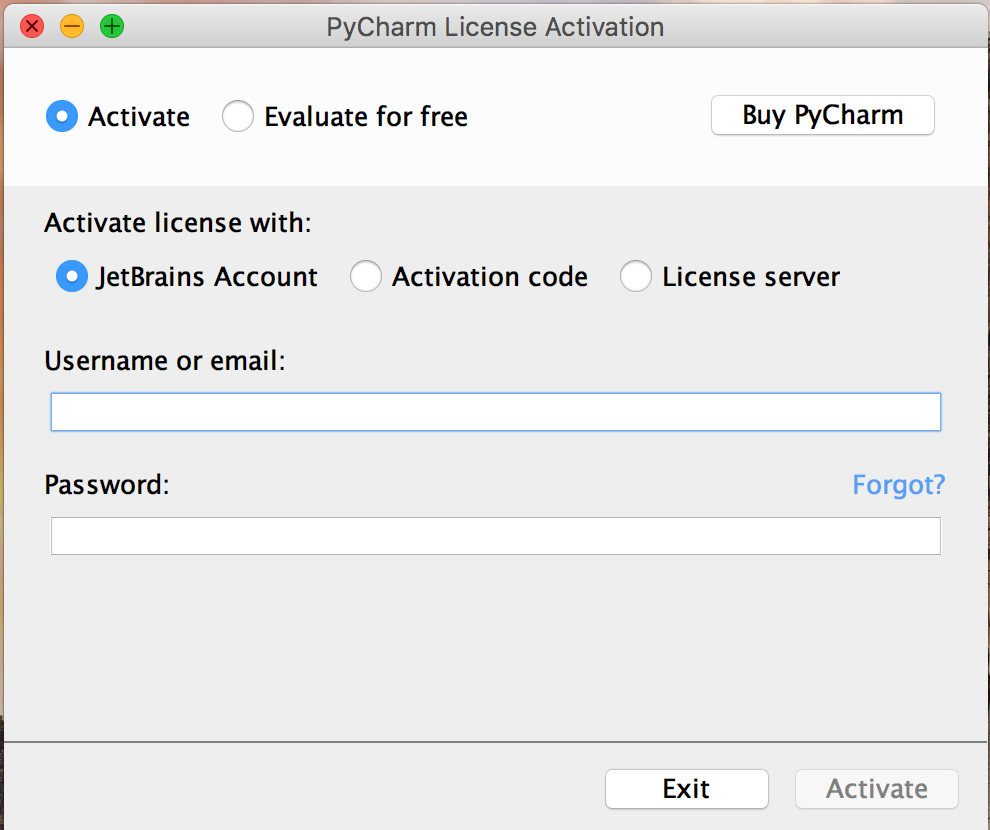 PyCharm License Activation
Activate Evaluate for free Buy PyCharm
Activate license with:
JetBrains Account Activation code License server
Username or email:
Password: Forgot?
Exit Activate